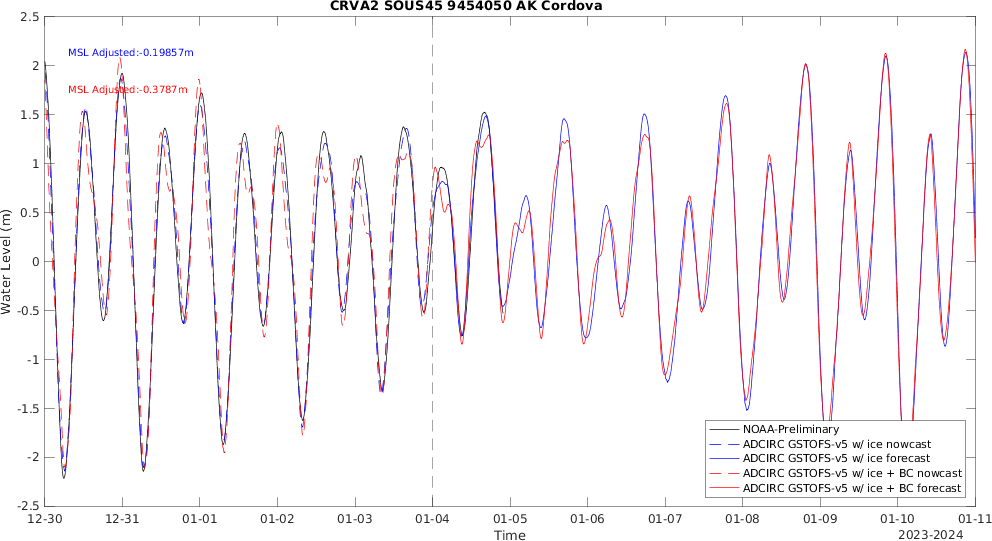 CRVA2 SOUS45 9454050 AK Cordova
2.5
2
1.5
1
0.5
0
-0.5
-1
-1.5
-2
-2.5
Water Level (m)
MSL Adjusted:-0.19857m
MSL Adjusted:-0.3787m
NOAA-Preliminary
ADCIRC GSTOFS-v5 w/ ice nowcast
ADCIRC GSTOFS-v5 w/ ice forecast
ADCIRC GSTOFS-v5 w/ ice + BC nowcast
ADCIRC GSTOFS-v5 w/ ice + BC forecast
12-30 12-31 01-01 01-02 01-03 01-04 01-05 01-06 01-07 01-08 01-09 01-10 01-11
Time
2023-2024